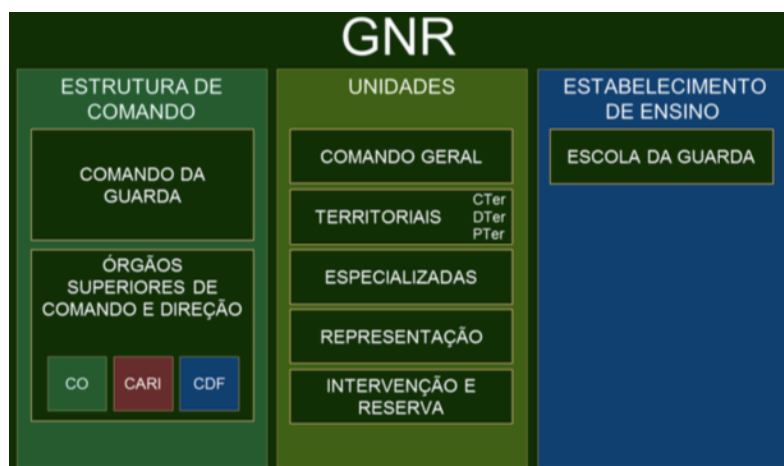 GNR
ESTRUTURA DE
COMANDO
COMANDO DA
GUARDA
ÓRGÃOS
SUPERIORES DE
COMANDO E DIREÇÃO
CO
CARI
CDF
UNIDADES
COMANDO GERAL
TERRITORIAIS
CTer
DTer
PTer
ESPECIALIZADAS
REPRESENTAÇÃO
INTERVENÇÃO E
RESERVA
ESTABELECIMENTO
DE ENSINO
ESCOLA DA GUARDA